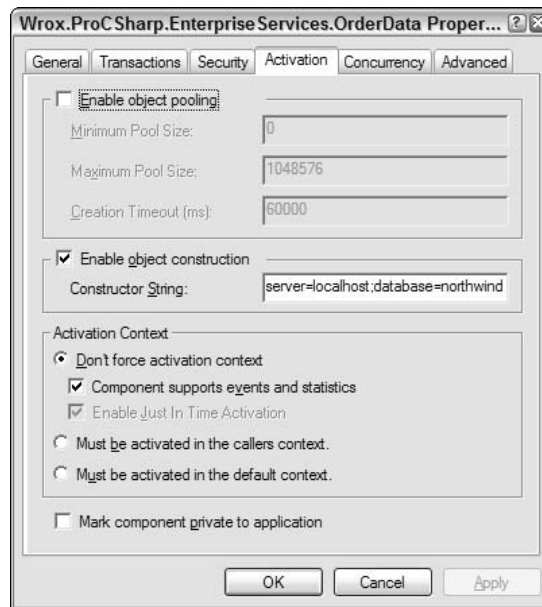 Wrox.ProCSharp.EnterpriseServices.OrderData Proper... ? X
General Transactions Security Activation Concurrency Advanced
Enable object pooling
Minimum Pool Size: 0
Maximum Pool Size: 1048576
Creation Timeout (ms): 60000
Enable object construction
Constructor String: server=localhost;database=northwind
Activation Context
Don't force activation context
Component supports events and statistics
Enable Just In Time Activation
Must be activated in the callers context.
Must be activated in the default context.
Mark component private to application
OK Cancel Apply